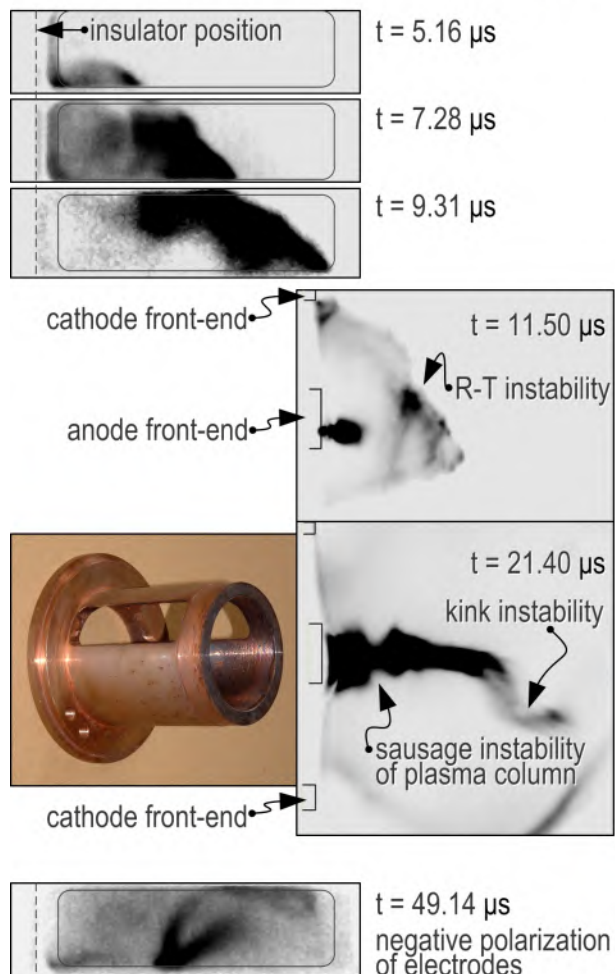 insulator position
t = 5.16 µs
t = 7.28 µs
t = 9.31 µs
cathode front-end
t = 11.50 µs
R-T instability
anode front-end
t = 21.40 µs
kink instability
sausage instability
of plasma column
cathode front-end
t = 49.14 µs
negative polarization
of electrodes